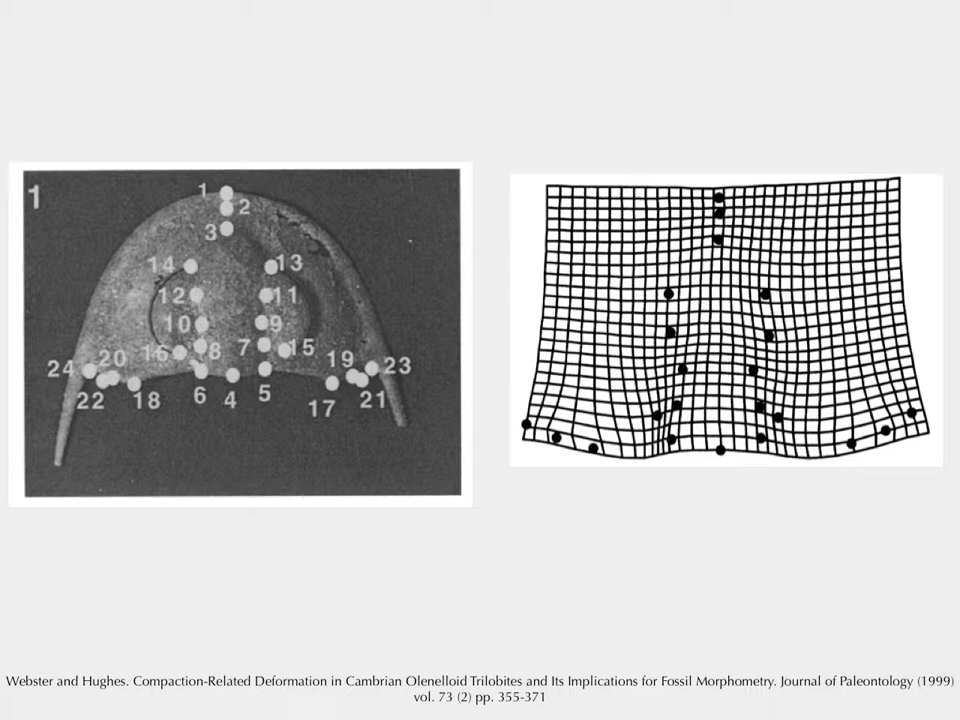 1
1
2
3
14 13
12 11
10 9
16 8 7 15
24 20 19 23
22 18 6 4 5 17 21
Webster and Hughes. Compaction-Related Deformation in Cambrian Olenelloid Trilobites and Its Implications for Fossil Morphometry. Journal of Paleontology (1999)
vol. 73 (2) pp. 355-371